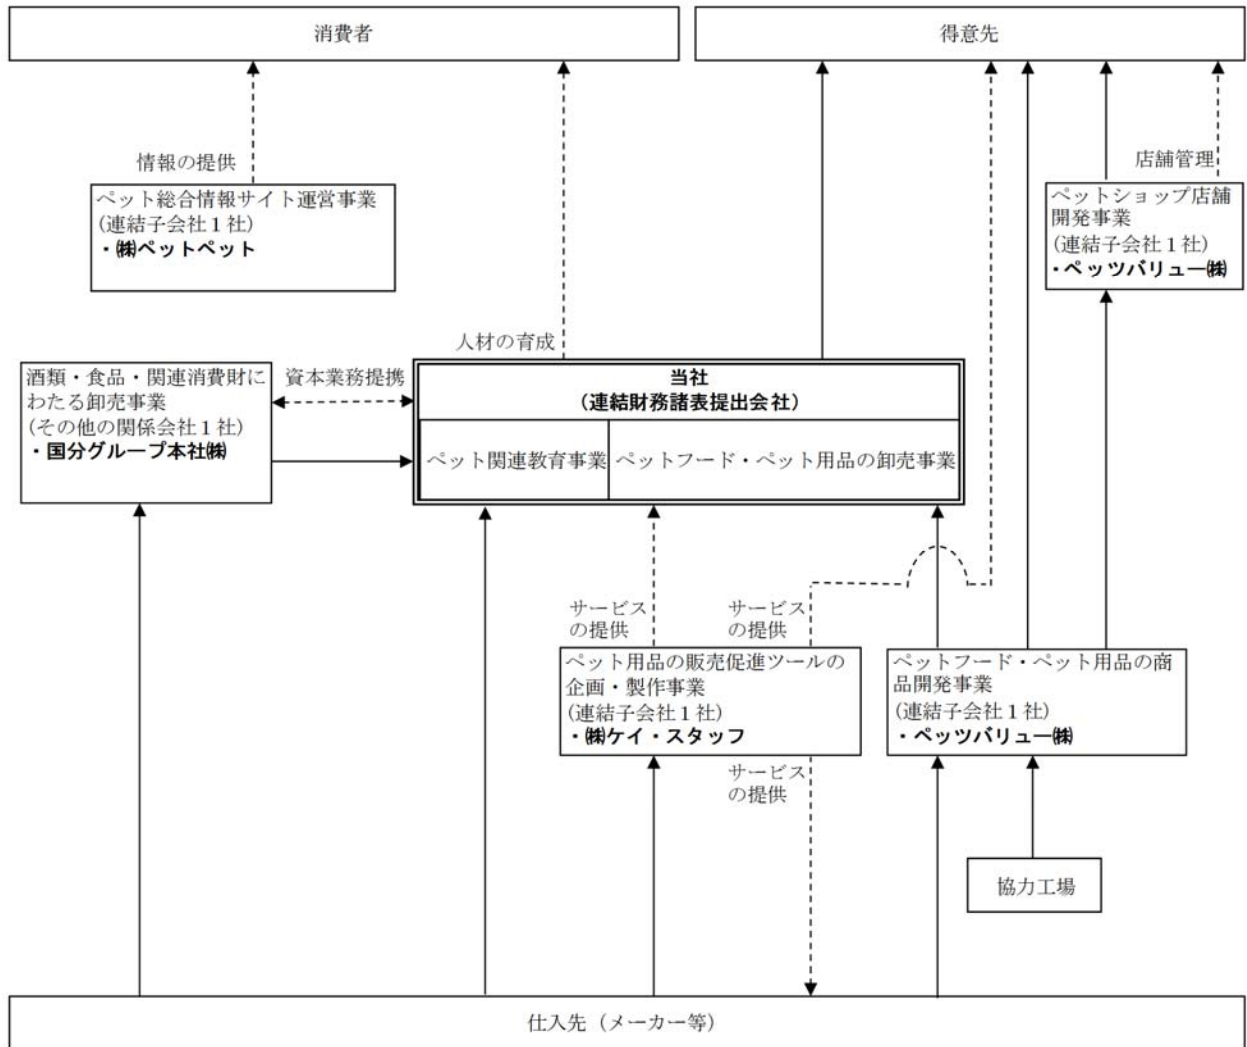 消費者
得意先
情報の提供
ペット総合情報サイト運営事業
(連結子会社１社)
・㈱ペットペット
店舗管理
ペットショップ店舗
開発事業
(連結子会社１社)
・ペッツバリュー㈱
人材の育成
酒類・食品・関連消費財に
わたる卸売事業
(その他の関係会社１社)
・国分グループ本社㈱
資本業務提携
当社
（連結財務諸表提出会社）
ペット関連教育事業
ペットフード・ペット用品の卸売事業
サービス
の提供
サービス
の提供
ペット用品の販売促進ツールの
企画・製作事業
(連結子会社１社)
・㈱ケイ・スタッフ
ペットフード・ペット用品の商
品開発事業
(連結子会社１社)
・ペッツバリュー㈱
サービス
の提供
協力工場
仕入先（メーカー等）